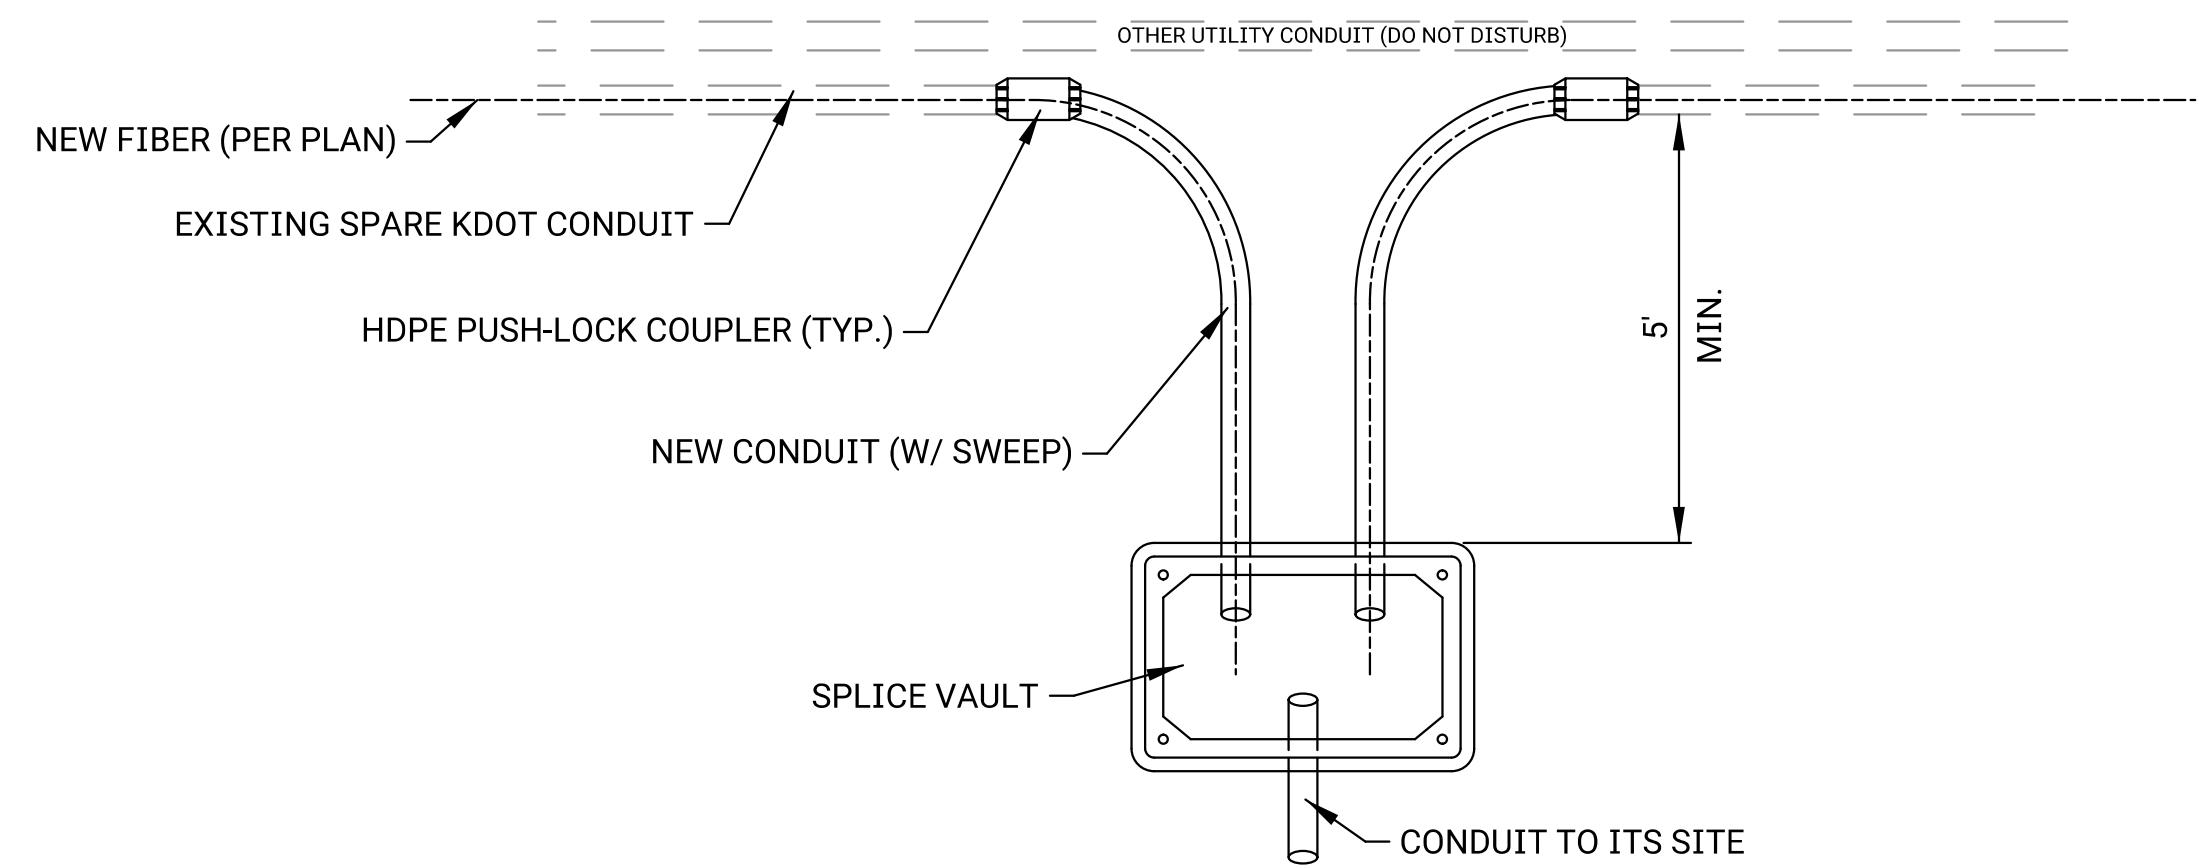 OTHER UTILITY CONDUIT (DO NOT DISTURB)
NEW FIBER (PER PLAN)
EXISTING SPARE KDOT CONDUIT
HDPE PUSH-LOCK COUPLER (TYP.)
5'
MIN.
NEW CONDUIT (W/ SWEEP)
SPLICE VAULT
CONDUIT TO ITS SITE